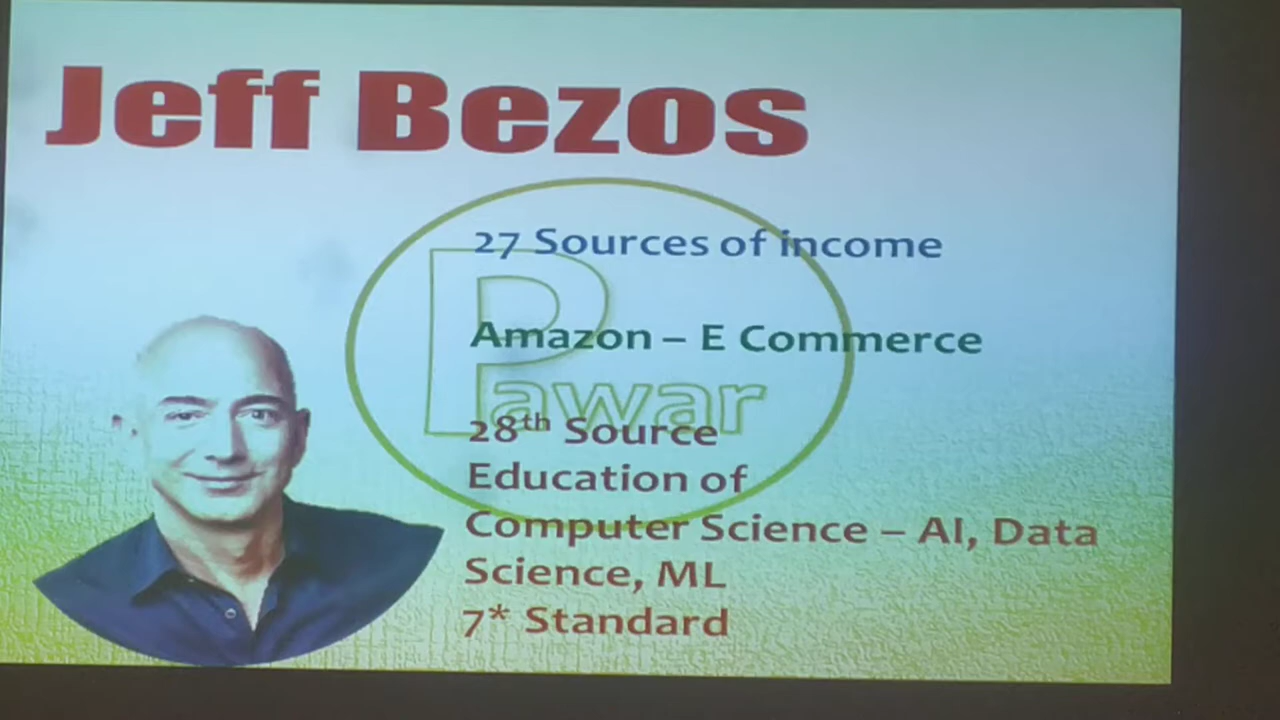 Jeff Bezos
27 Sources of income
Amazon – E Commerce
Pawar
28th Source
Education of
Computer Science – AI, Data
Science, ML
7* Standard